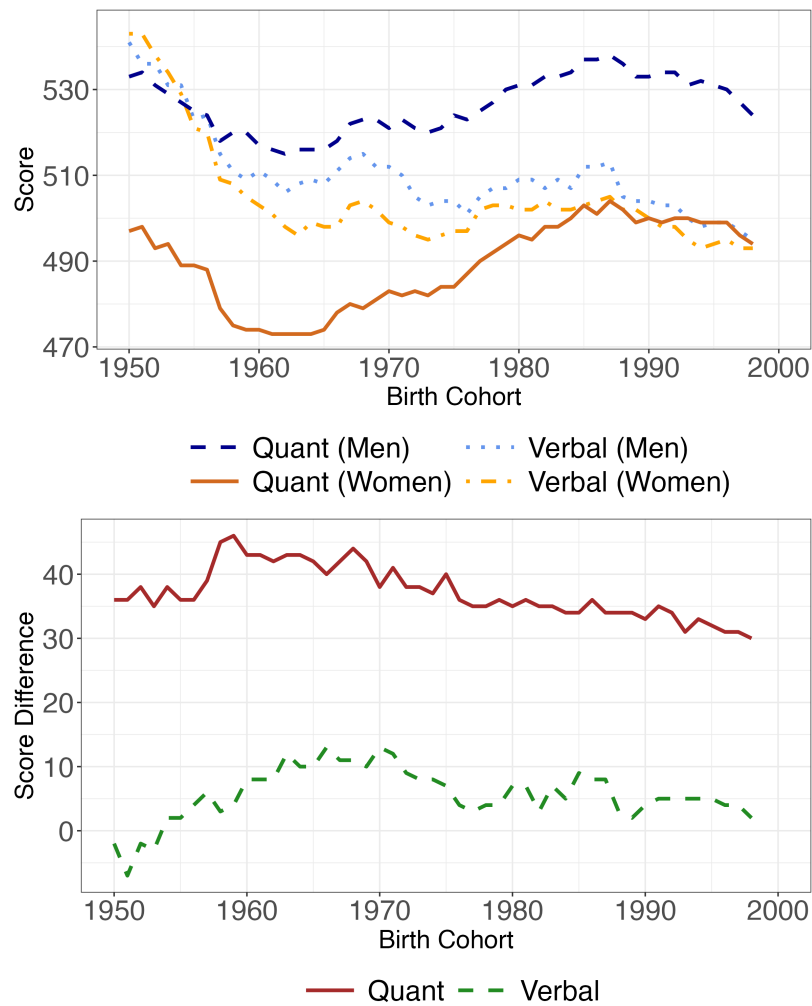 Score
530
510
490
470
1950 1960 1970 1980 1990 2000
Birth Cohort
Quant (Men) Verbal (Men)
Quant (Women) Verbal (Women)
Score Difference
40
30
20
10
0
1950 1960 1970 1980 1990 2000
Birth Cohort
Quant Verbal